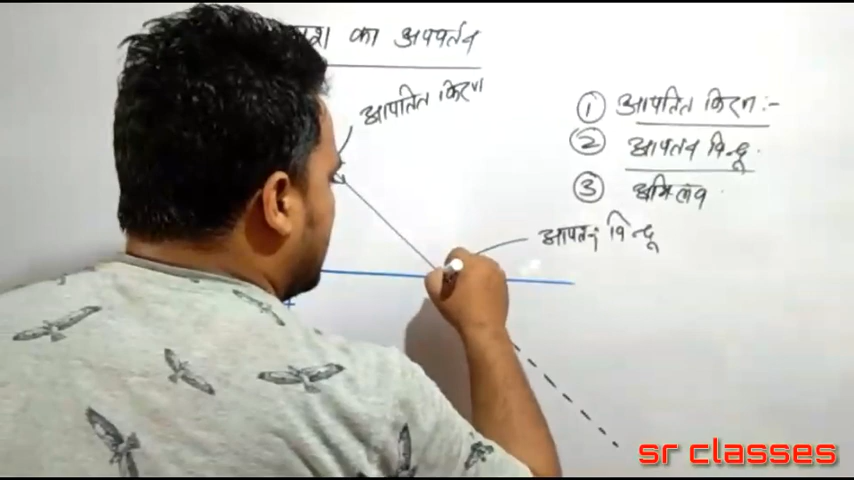 का अपवर्तन
आपतित किरण
① आपतित किरण :-
② आपतन बिन्दू
③ अभिलंब
आपतन बिन्दू
sr classes